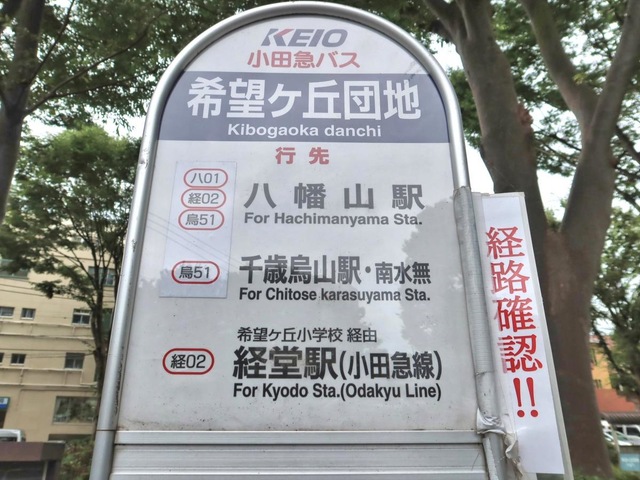 KEIO
小田急バス
希望ヶ丘団地
Kibogaoka danchi
行先
八01
経02
烏51
八幡山駅
For Hachimanyama Sta.
烏51
千歳烏山駅・南水無
For Chitose karasuyama Sta.
希望ヶ丘小学校 経由
経02
経堂駅(小田急線)
For Kyodo Sta.(Odakyu Line)
経路確認!!